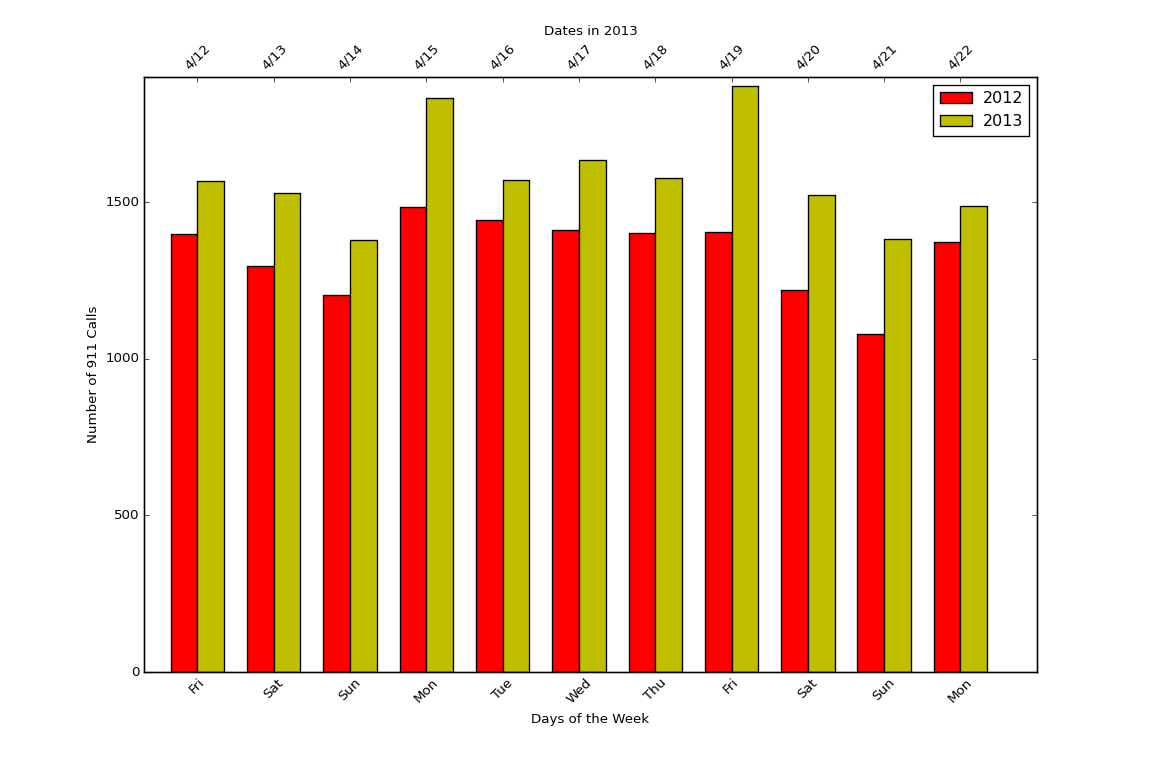 Dates in 2013
4/12 4/13 4/14 4/15 4/16 4/17 4/18 4/19 4/20 4/21 4/22
2012
2013
1500
1000
500
0
Number of 911 Calls
Fri Sat Sun Mon Tue Wed Thu Fri Sat Sun Mon
Days of the Week